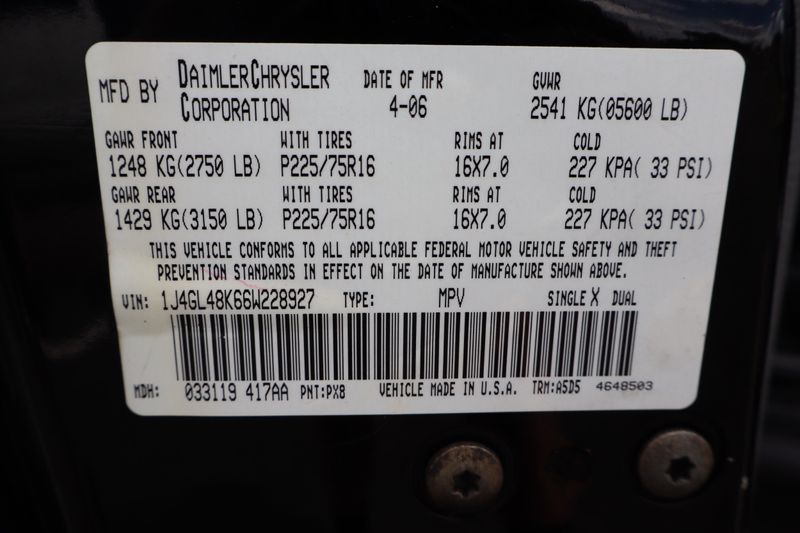 MFD BY DAIMLERCHRYSLER CORPORATION DATE OF MFR 4-06 GVWR 2541 KG(05600 LB)
GAWR FRONT WITH TIRES RIMS AT COLD
1248 KG(2750 LB) P225/75R16 16X7.0 227 KPA( 33 PSI)
GAWR REAR WITH TIRES RIMS AT COLD
1429 KG(3150 LB) P225/75R16 16X7.0 227 KPA( 33 PSI)
THIS VEHICLE CONFORMS TO ALL APPLICABLE FEDERAL MOTOR VEHICLE SAFETY AND THEFT
PREVENTION STANDARDS IN EFFECT ON THE DATE OF MANUFACTURE SHOWN ABOVE.
VIN: 1J4GL48K66W228927 TYPE: MPV SINGLE X DUAL
MDH: 033119 417AA PNT:PX8 VEHICLE MADE IN U.S.A. TRM:A5D5 4648503